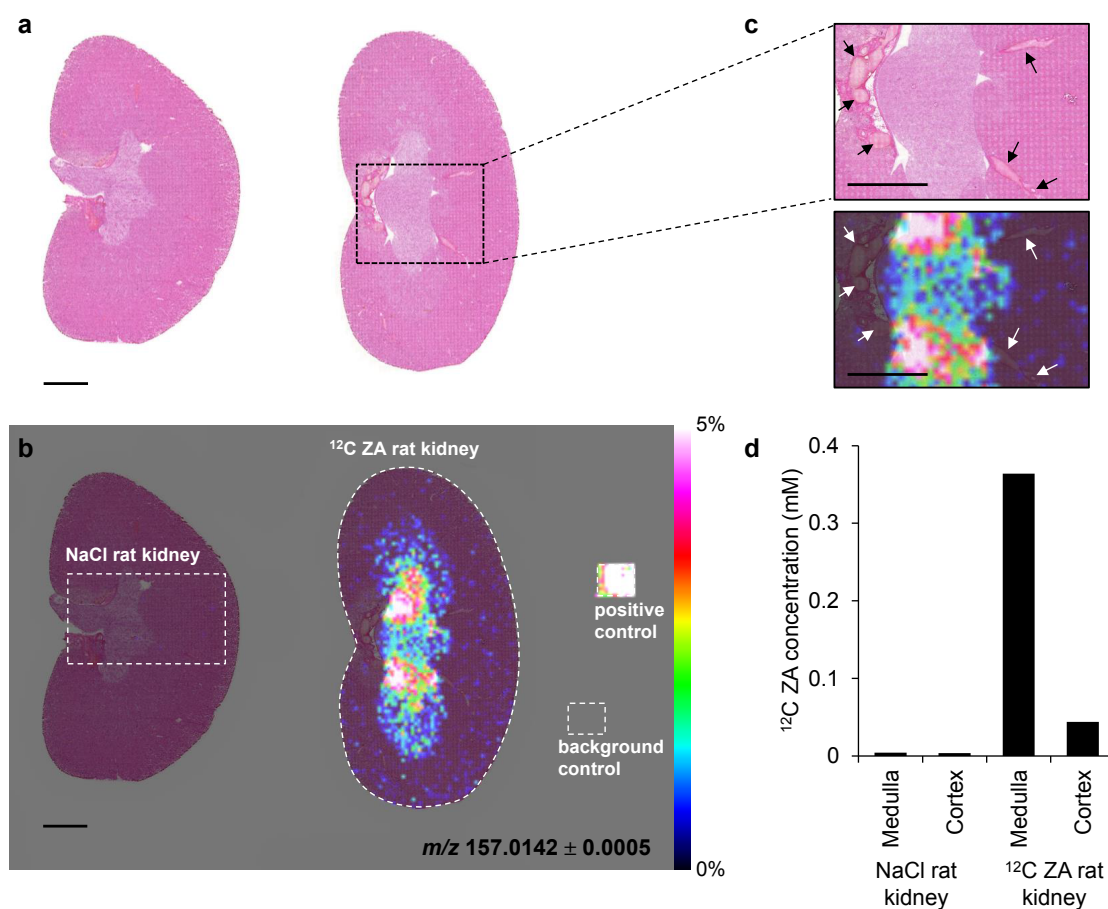 a
c
b
¹²C ZA rat kidney
NaCl rat kidney
positive
control
background
control
m/z 157.0142 ± 0.0005
5%
0%
d
¹²C ZA concentration (mM)
0.4
0.3
0.2
0.1
0
Medulla
Cortex
Medulla
Cortex
NaCl rat
kidney
¹²C ZA rat
kidney